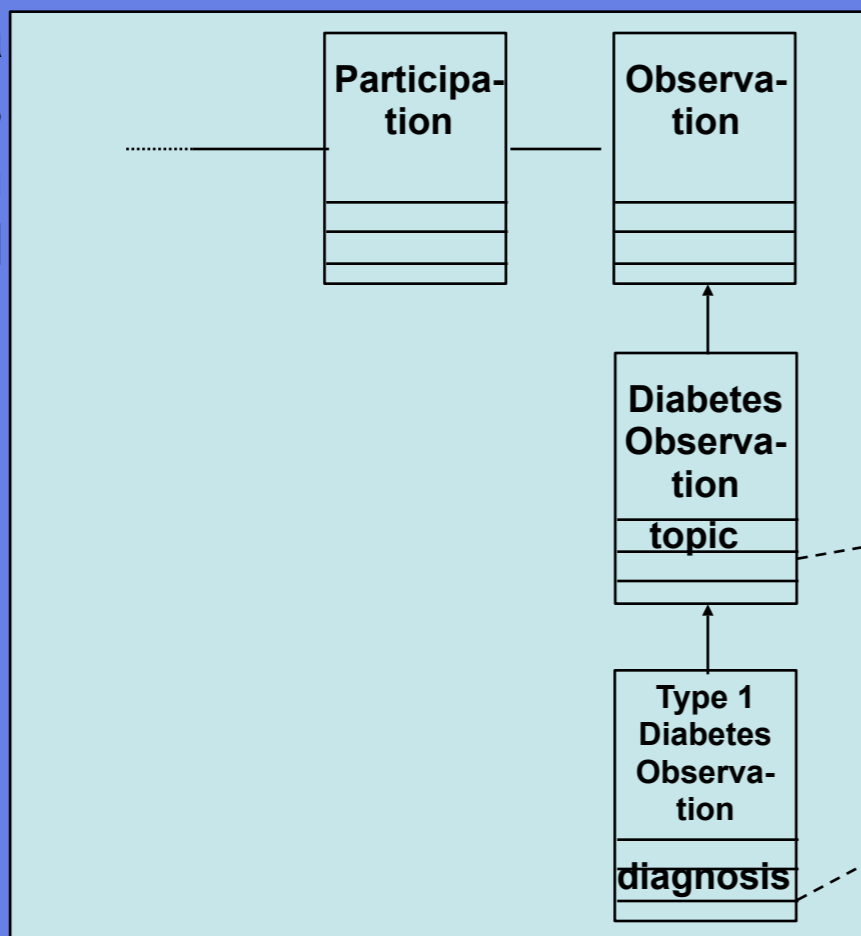 Participa-
tion
Observa-
tion
Diabetes
Observa-
tion
topic
Type 1
Diabetes
Observa-
tion
diagnosis